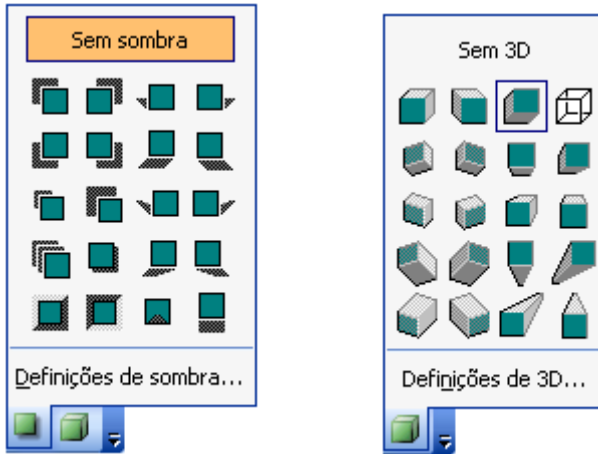 Sem sombra
Definições de sombra...
Sem 3D
Definições de 3D...